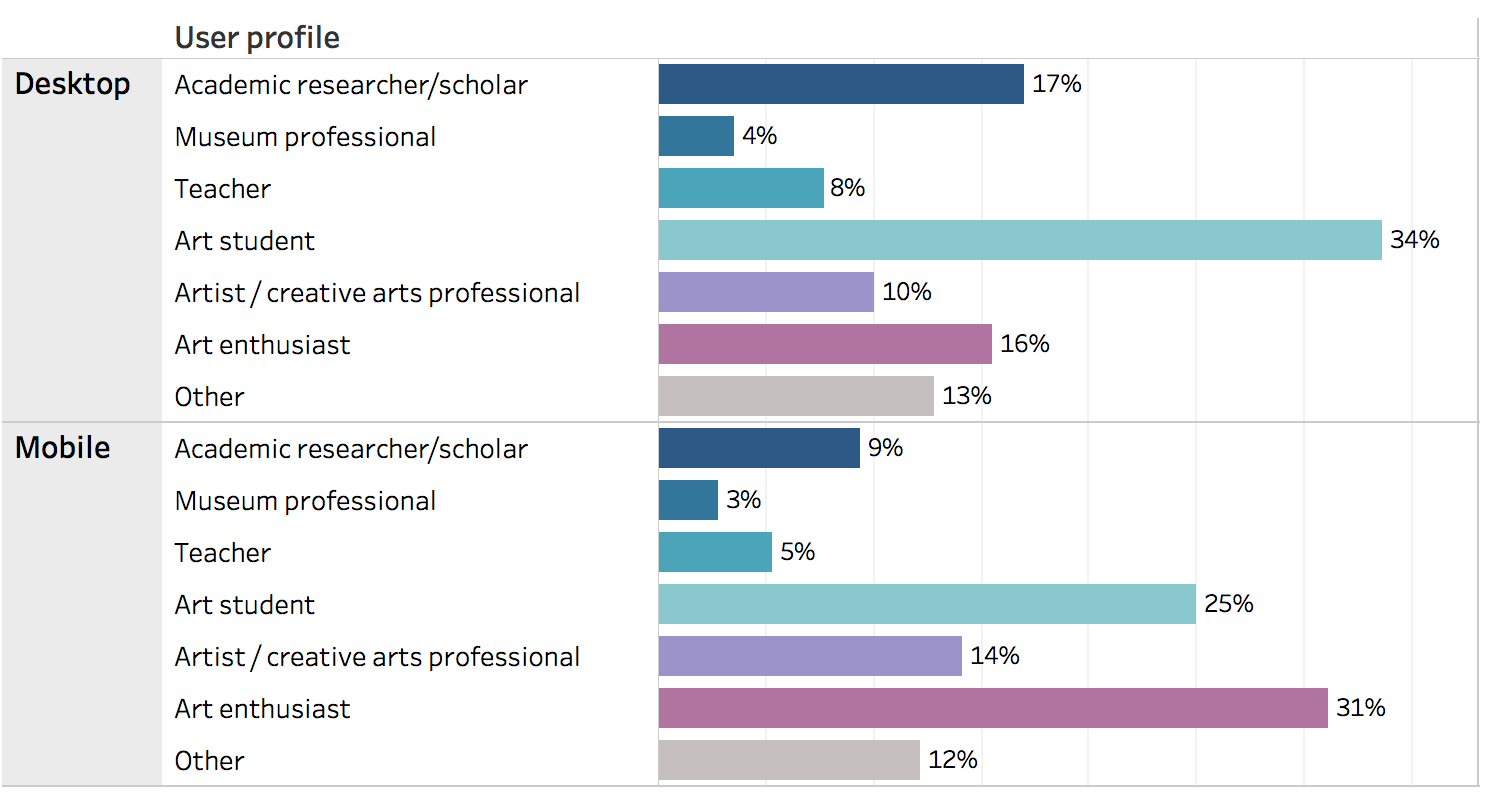 User profile
Desktop
Academic researcher/scholar 17%
Museum professional 4%
Teacher 8%
Art student 34%
Artist / creative arts professional 10%
Art enthusiast 16%
Other 13%
Mobile
Academic researcher/scholar 9%
Museum professional 3%
Teacher 5%
Art student 25%
Artist / creative arts professional 14%
Art enthusiast 31%
Other 12%